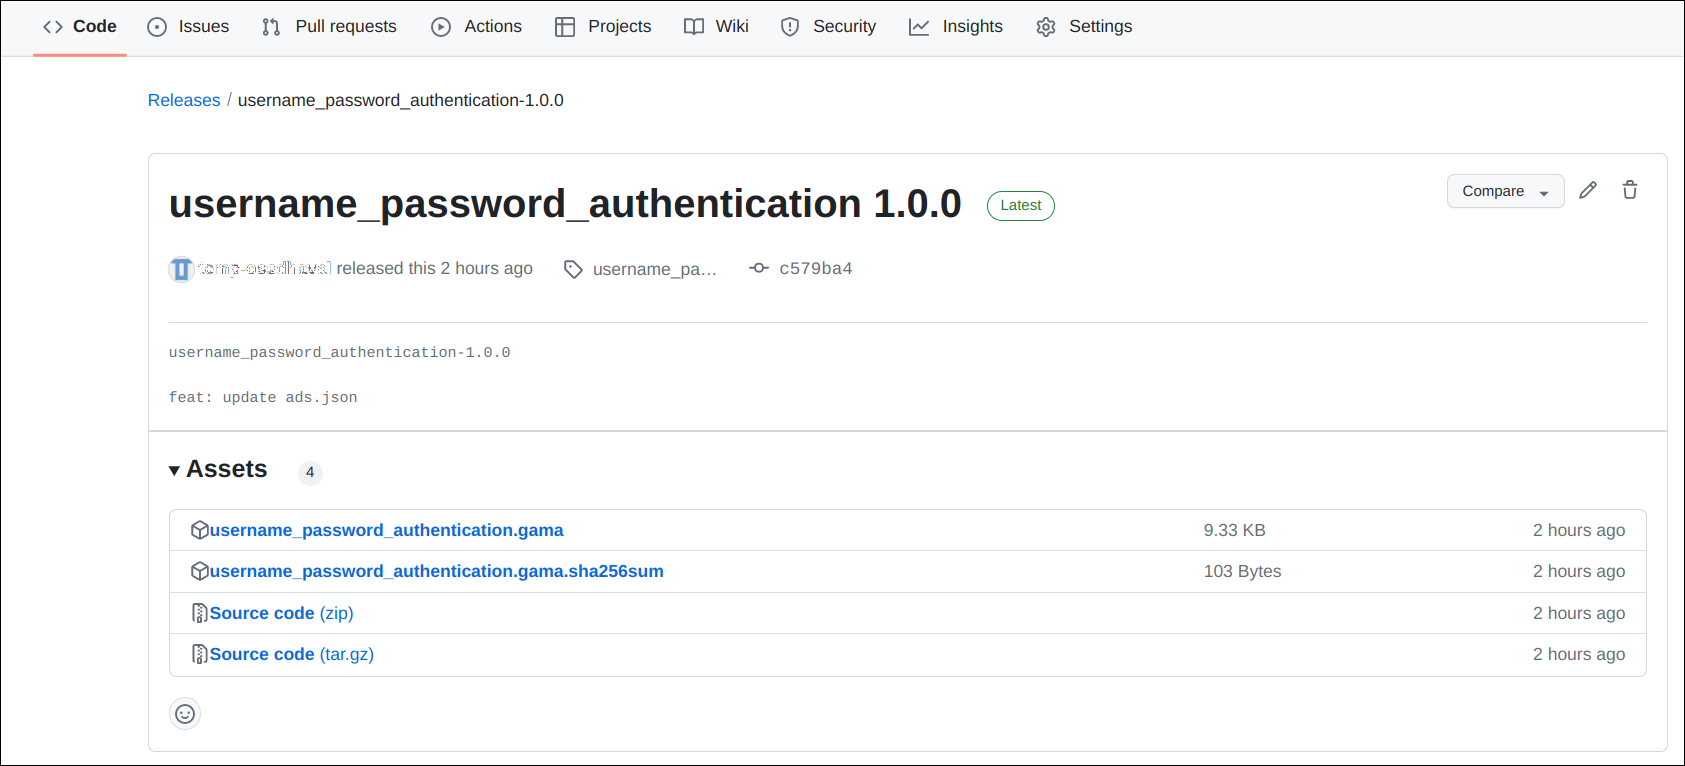 Code Issues Pull requests Actions Projects Wiki Security Insights Settings
Releases / username_password_authentication-1.0.0
username_password_authentication 1.0.0 Latest Compare
released this 2 hours ago username_pa… c579ba4
username_password_authentication-1.0.0
feat: update ads.json
Assets 4
username_password_authentication.gama 9.33 KB 2 hours ago
username_password_authentication.gama.sha256sum 103 Bytes 2 hours ago
Source code (zip) 2 hours ago
Source code (tar.gz) 2 hours ago